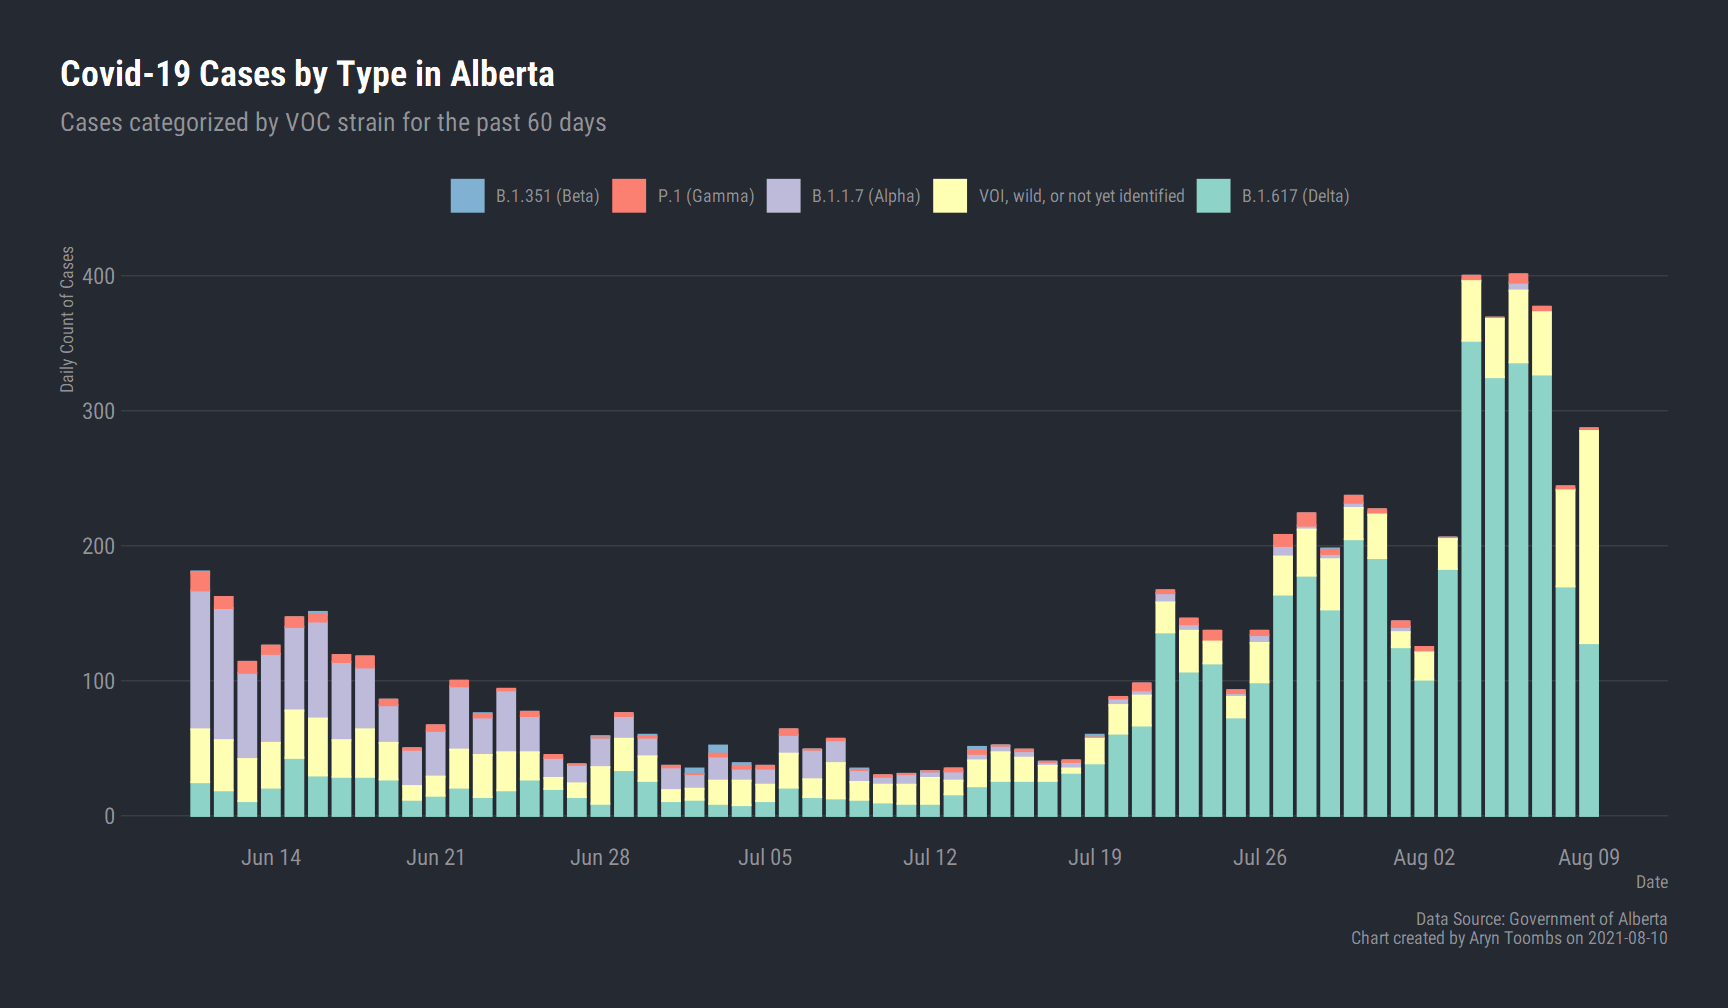 Covid-19 Cases by Type in Alberta
Cases categorized by VOC strain for the past 60 days
B.1.351 (Beta) P.1 (Gamma) B.1.1.7 (Alpha) VOI, wild, or not yet identified B.1.617 (Delta)
Daily Count of Cases
400
300
200
100
0
Jun 14 Jun 21 Jun 28 Jul 05 Jul 12 Jul 19 Jul 26 Aug 02 Aug 09
Date
Data Source: Government of Alberta
Chart created by Aryn Toombs on 2021-08-10